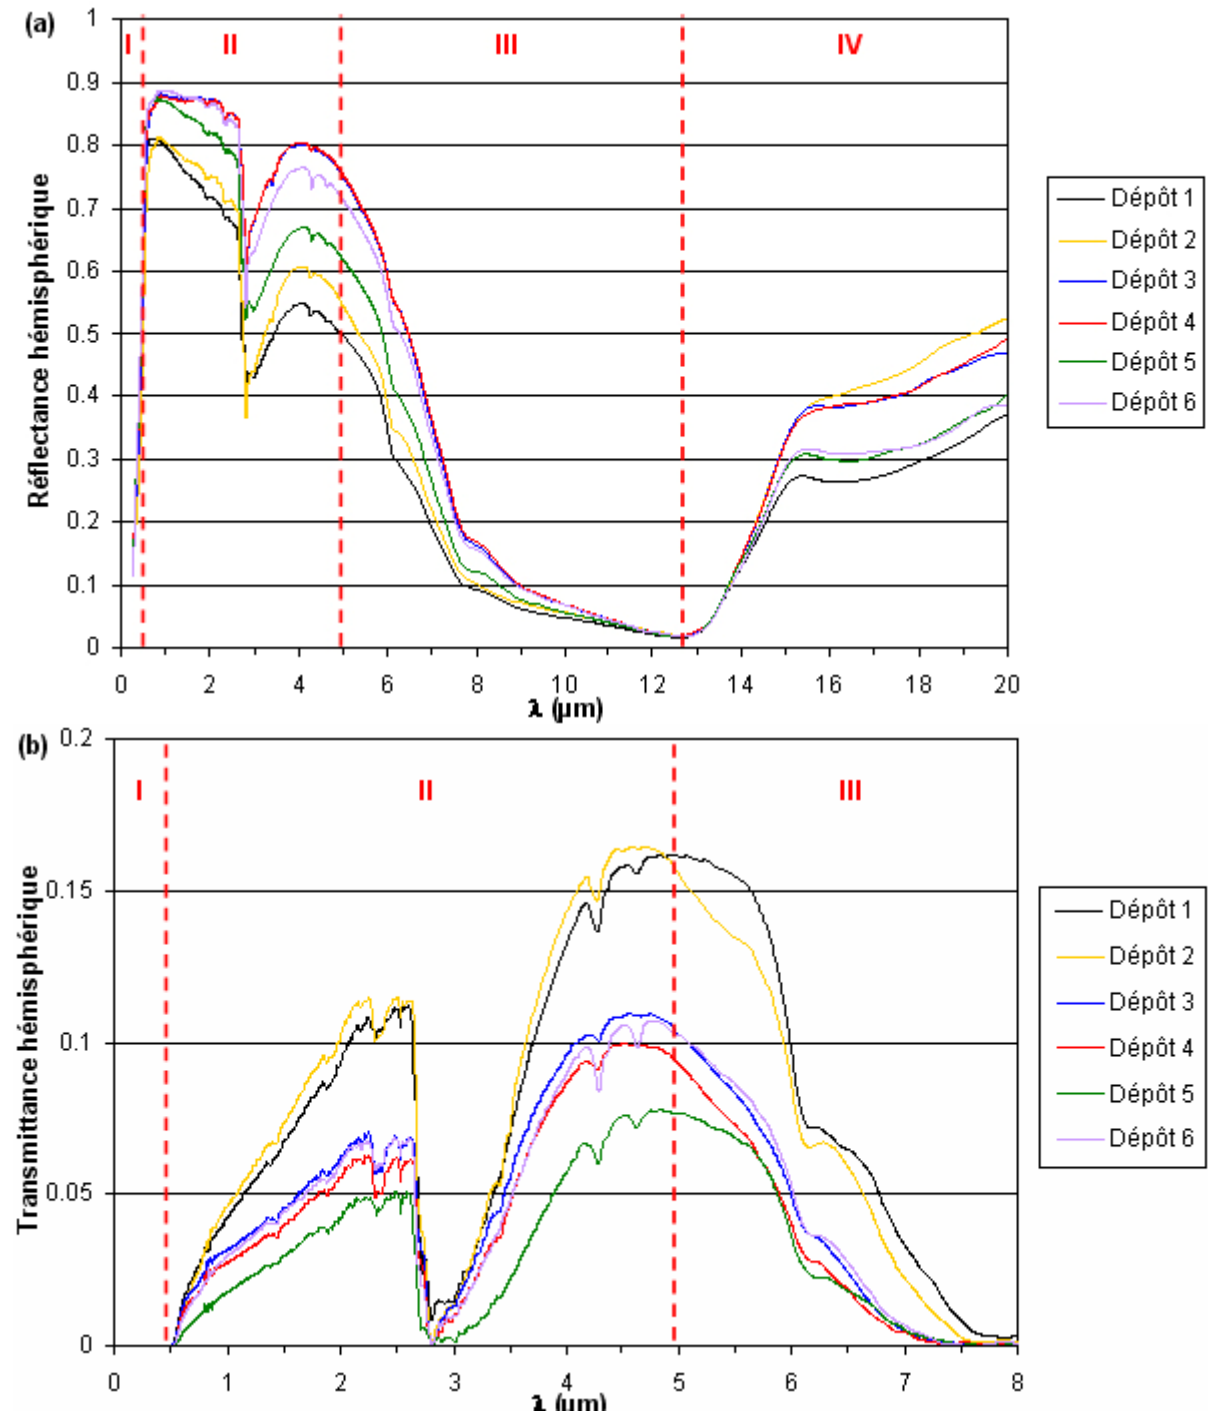 (a)
1
0.9
0.8
0.7
0.6
0.5
0.4
0.3
0.2
0.1
0
Réflectance hémisphérique
I II III IV
0 2 4 6 8 10 12 14 16 18 20
λ (µm)
Dépôt 1
Dépôt 2
Dépôt 3
Dépôt 4
Dépôt 5
Dépôt 6
(b)
0.2
0.15
0.1
0.05
0
Transmittance hémisphérique
I II III
0 1 2 3 4 5 6 7 8
λ (µm)
Dépôt 1
Dépôt 2
Dépôt 3
Dépôt 4
Dépôt 5
Dépôt 6